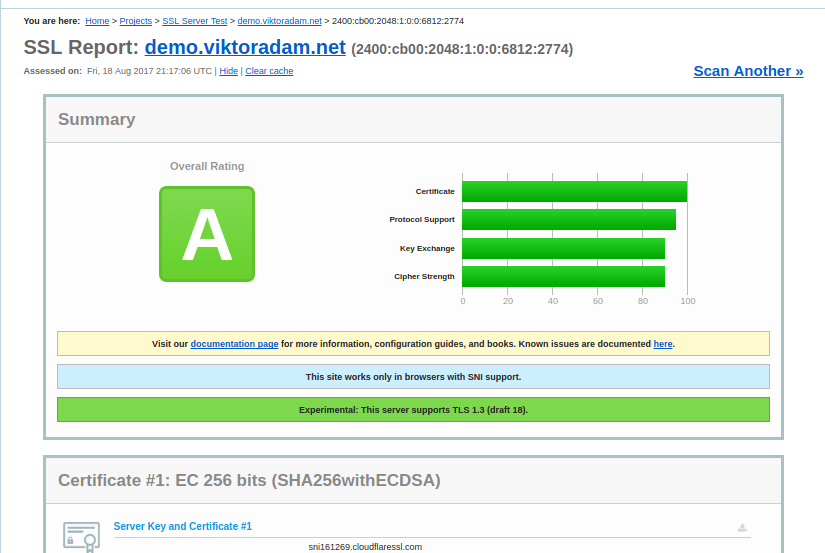 You are here: Home > Projects > SSL Server Test > demo.viktoradam.net > 2400:cb00:2048:1:0:0:6812:2774
SSL Report: demo.viktoradam.net (2400:cb00:2048:1:0:0:6812:2774)
Assessed on: Fri, 18 Aug 2017 21:17:06 UTC | Hide | Clear cache
Scan Another »
Summary
Overall Rating
A
Certificate
Protocol Support
Key Exchange
Cipher Strength
0 20 40 60 80 100
Visit our documentation page for more information, configuration guides, and books. Known issues are documented here.
This site works only in browsers with SNI support.
Experimental: This server supports TLS 1.3 (draft 18).
Certificate #1: EC 256 bits (SHA256withECDSA)
Server Key and Certificate #1
sni161269.cloudflaressl.com